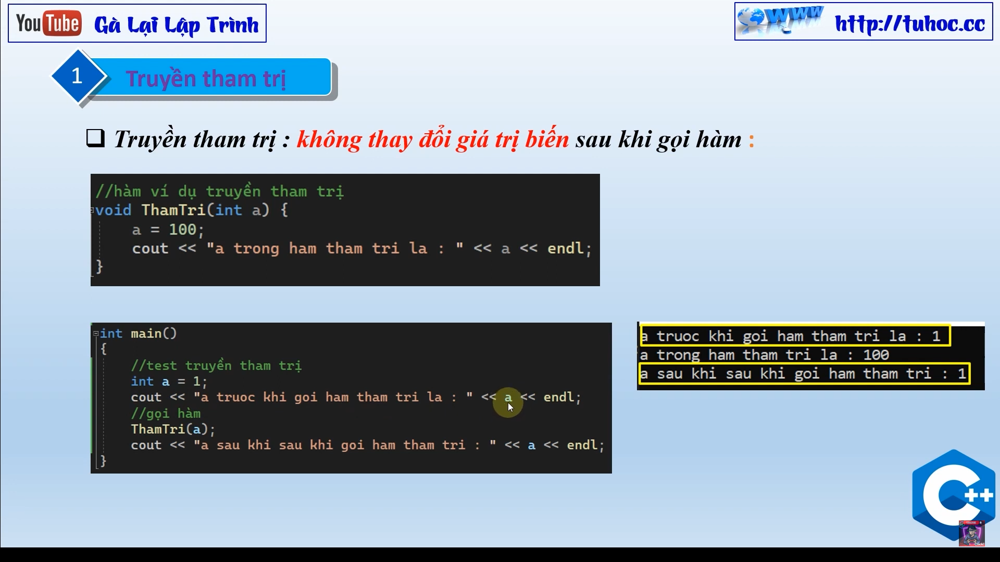 YouTube Gà Lại Lập Trình
WWW http://tuhoc.cc
1 Truyền tham trị
Truyền tham trị : không thay đổi giá trị biến sau khi gọi hàm :
//hàm ví dụ truyền tham trị
void ThamTri(int a) {
a = 100;
cout << "a trong ham tham tri la : " << a << endl;
}
int main()
{
//test truyền tham trị
int a = 1;
cout << "a truoc khi goi ham tham tri la : " << a << endl;
//gọi hàm
ThamTri(a);
cout << "a sau khi sau khi goi ham tham tri : " << a << endl;
}
a truoc khi goi ham tham tri la : 1
a trong ham tham tri la : 100
a sau khi sau khi goi ham tham tri : 1
C++